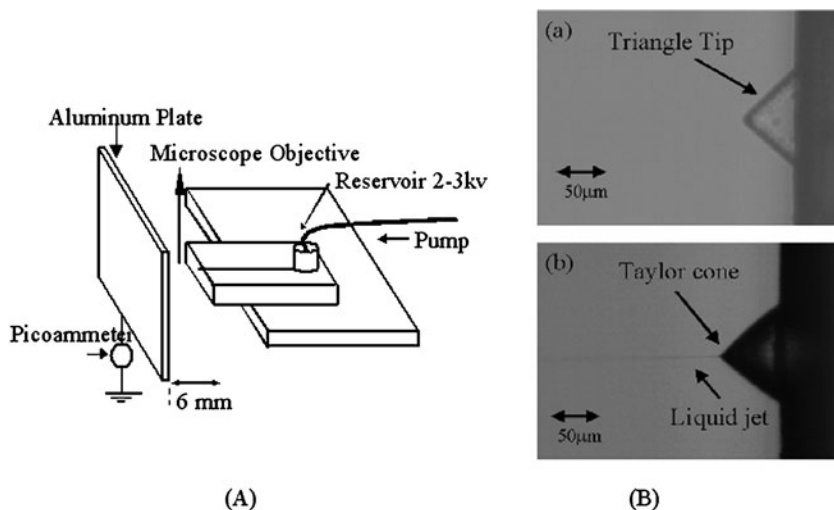 Aluminum Plate
Microscope Objective
Reservoir 2-3kv
Pump
Picoammeter
6 mm
(A)
(a)
Triangle Tip
50μm
(b)
Taylor cone
Liquid jet
50μm
(B)